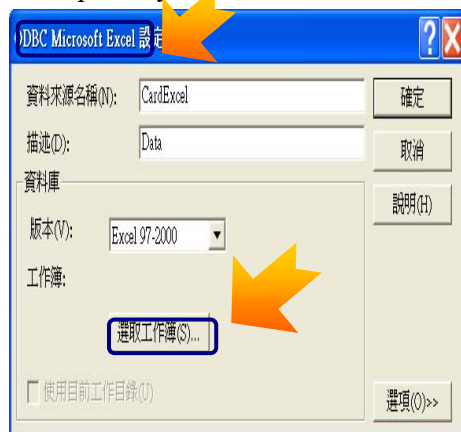 ODBC Microsoft Excel 設定
資料來源名稱(N): CardExcel
確定
描述(D): Data
取消
資料庫
說明(H)
版本(V): Excel 97-2000
工作簿:
選取工作簿(S)...
使用目前工作目錄(U)
選項(O)>>